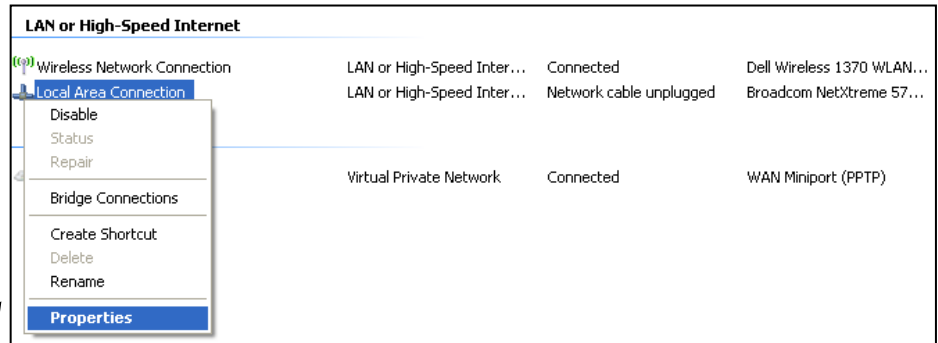 LAN or High-Speed Internet
Wireless Network Connection LAN or High-Speed Inter... Connected Dell Wireless 1370 WLAN...
Local Area Connection LAN or High-Speed Inter... Network cable unplugged Broadcom NetXtreme 57...
Disable
Status
Repair
Virtual Private Network Connected WAN Miniport (PPTP)
Bridge Connections
Create Shortcut
Delete
Rename
Properties